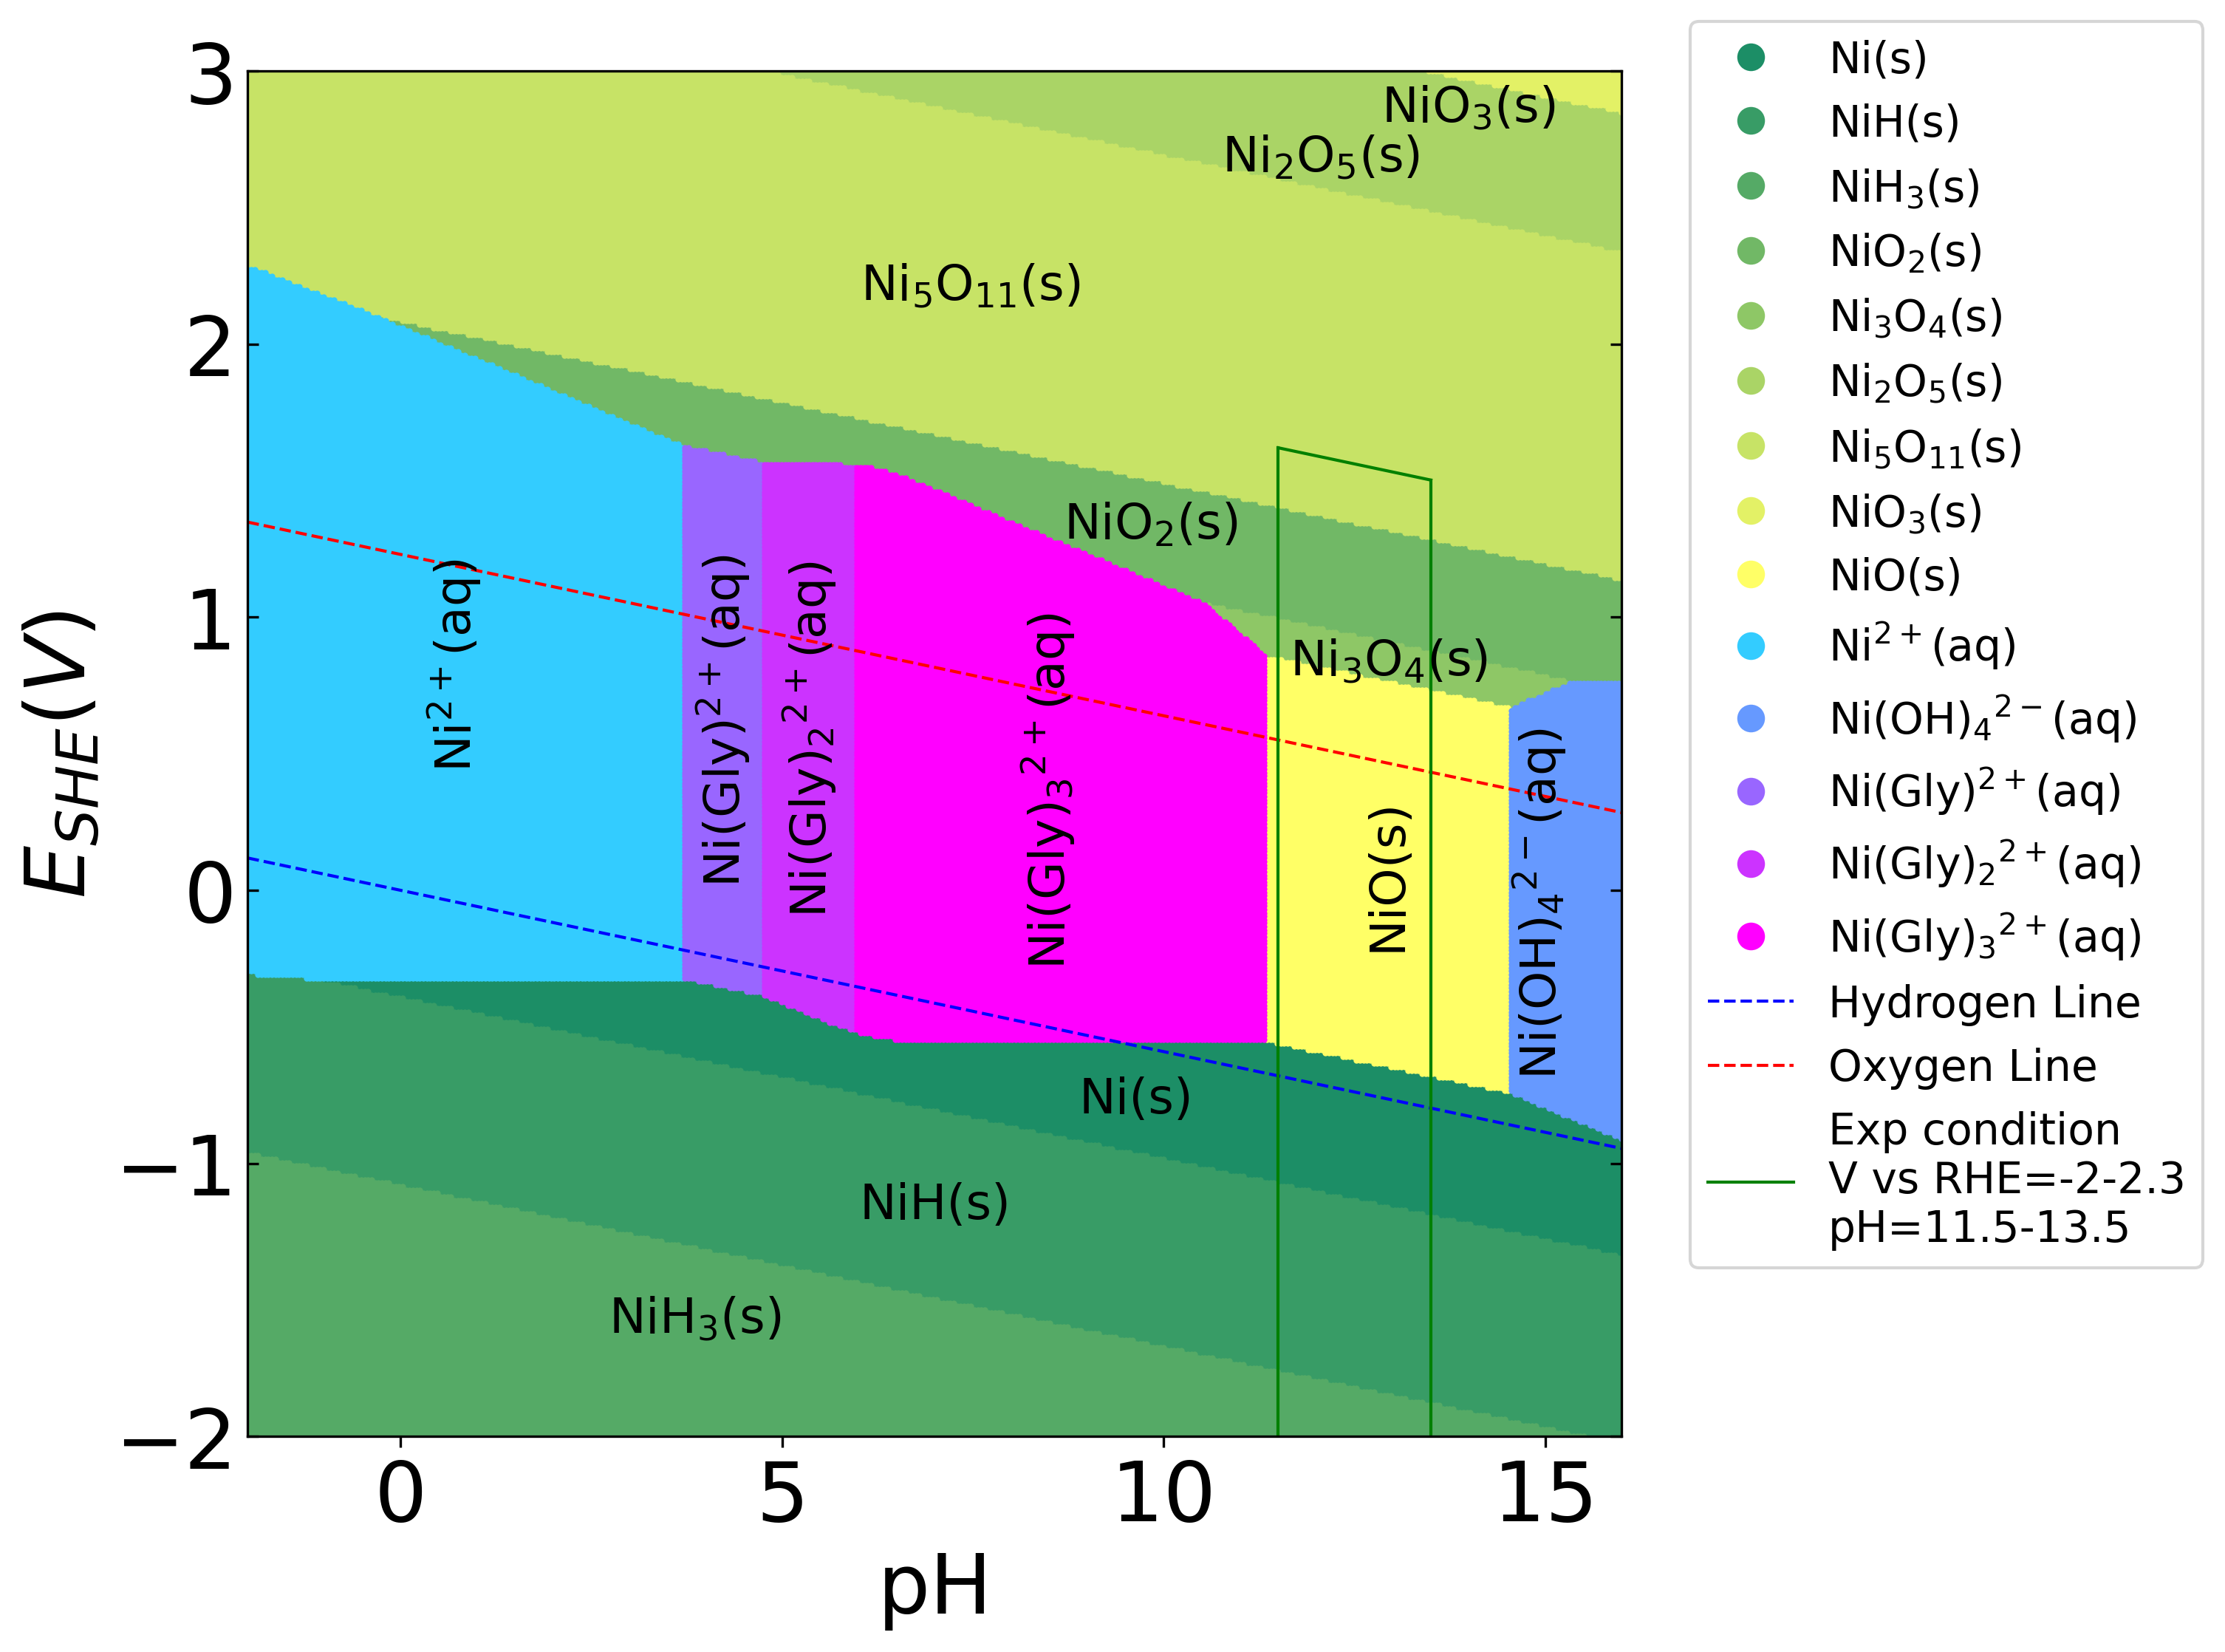 3
2
1
0
−1
−2
E_{SHE}(V)
0
5
10
15
pH
NiO₃(s)
Ni₂O₅(s)
Ni₅O₁₁(s)
NiO₂(s)
Ni₃O₄(s)
Ni²⁺(aq)
Ni(Gly)²⁺(aq)
Ni(Gly)₂²⁺(aq)
Ni(Gly)₃²⁺(aq)
NiO(s)
Ni(OH)₄²⁻(aq)
Ni(s)
NiH(s)
NiH₃(s)
Ni(s)
NiH(s)
NiH₃(s)
NiO₂(s)
Ni₃O₄(s)
Ni₂O₅(s)
Ni₅O₁₁(s)
NiO₃(s)
NiO(s)
Ni²⁺(aq)
Ni(OH)₄²⁻(aq)
Ni(Gly)²⁺(aq)
Ni(Gly)₂²⁺(aq)
Ni(Gly)₃²⁺(aq)
Hydrogen Line
Oxygen Line
Exp condition
V vs RHE=-2-2.3
pH=11.5-13.5